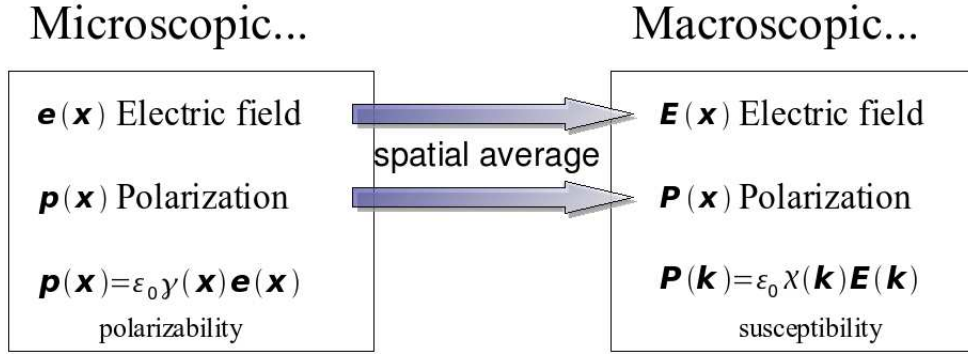 Microscopic...
Macroscopic...
e(x) Electric field
E(x) Electric field
spatial average
p(x) Polarization
P(x) Polarization
p(x)=ε₀γ(x)e(x)
P(k)=ε₀χ(k)E(k)
polarizability
susceptibility